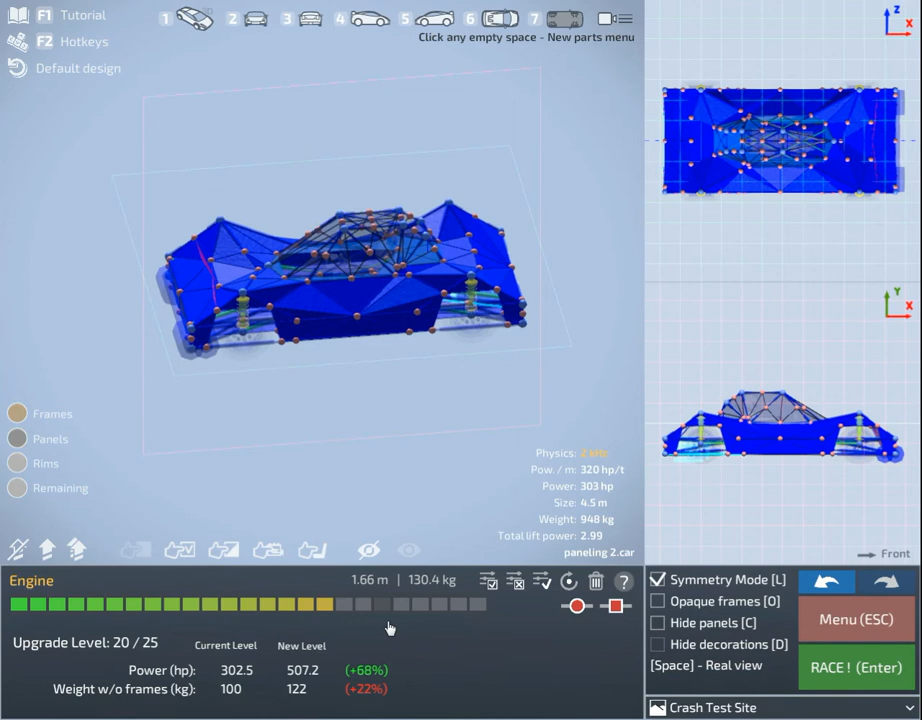 F1 Tutorial
F2 Hotkeys
Default design
1 2 3 4 5 6 7
Click any empty space - New parts menu
Z
X
Y
X
Frames
Panels
Rims
Remaining
Physics: 2 kHz
Pow. / m: 320 hp/t
Power: 303 hp
Size: 4.5 m
Weight: 948 kg
Total lift power: 2.99
paneling 2.car
Front
Engine 1.66 m | 130.4 kg ?
Upgrade Level: 20 / 25 Current Level New Level
Power (hp): 302.5 507.2 (+68%)
Weight w/o frames (kg): 100 122 (+22%)
Symmetry Mode [L]
Opaque frames [O]
Hide panels [C]
Hide decorations [D]
[Space] - Real view
Menu (ESC)
RACE! (Enter)
Crash Test Site